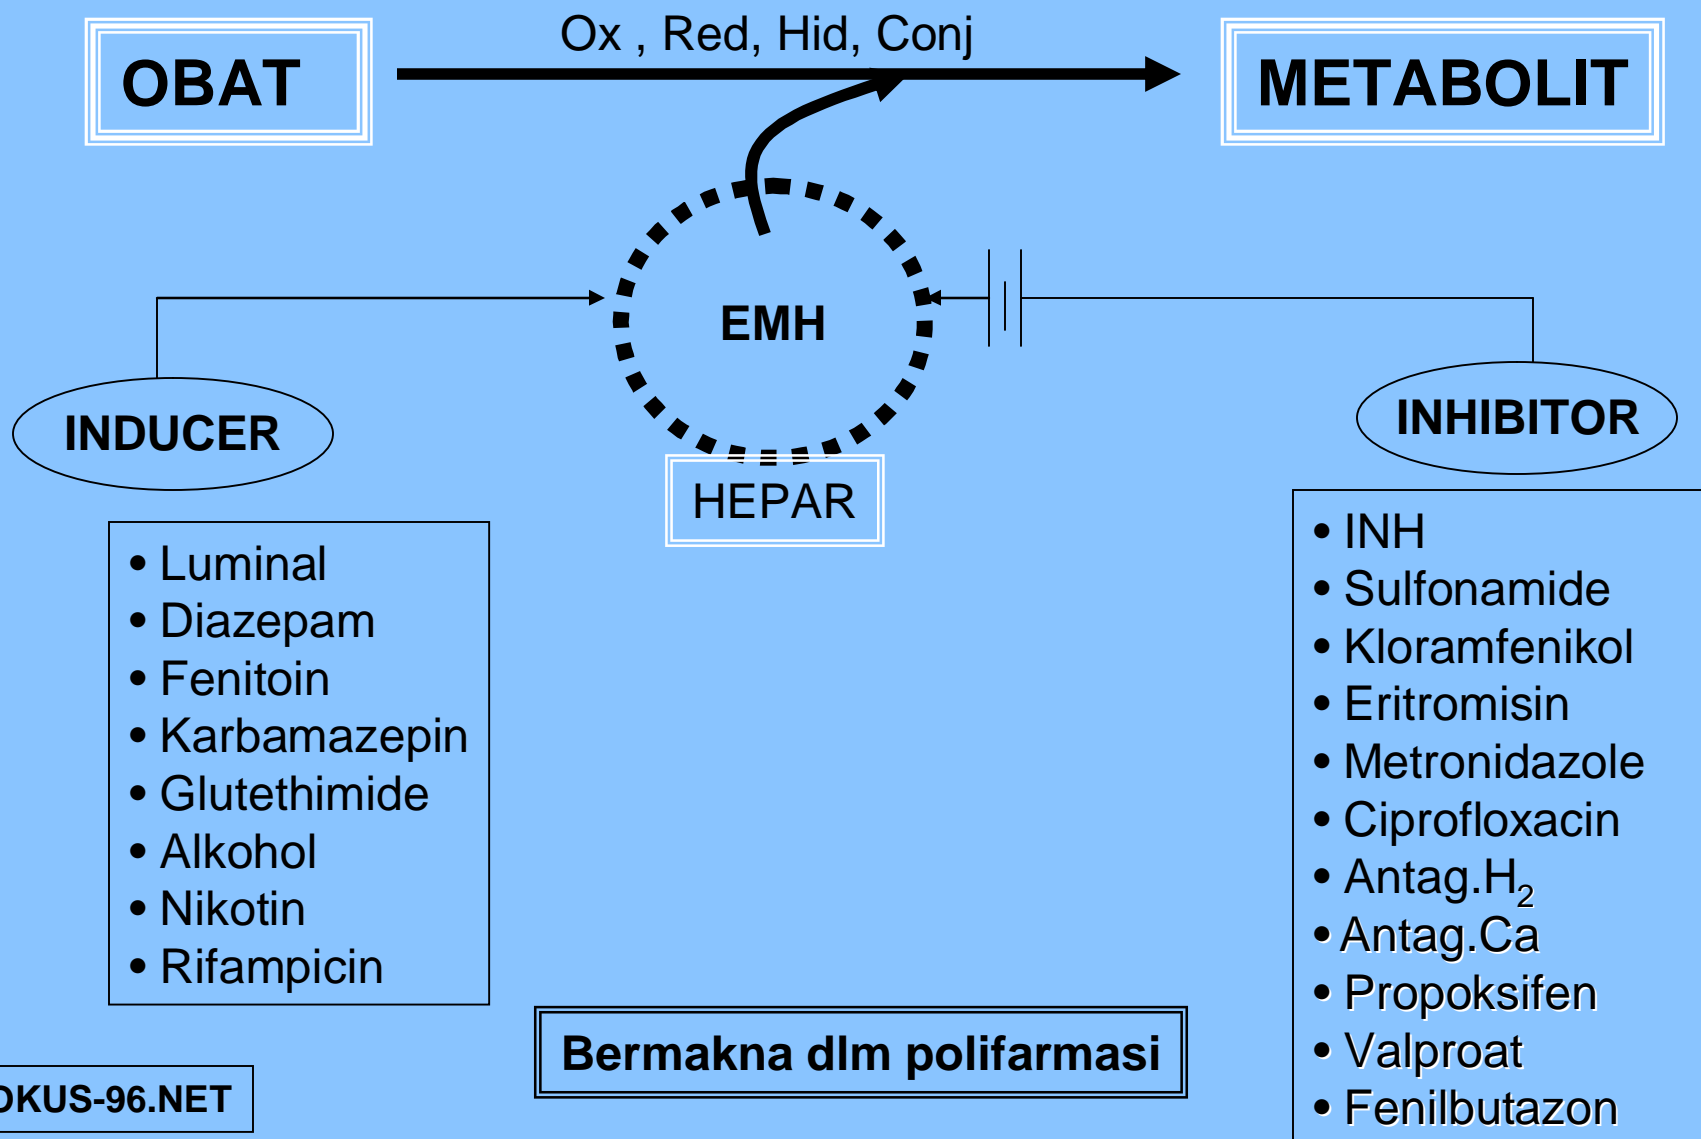 Ox , Red, Hid, Conj
OBAT
METABOLIT
EMH
HEPAR
INDUCER
• Luminal
• Diazepam
• Fenitoin
• Karbamazepin
• Glutethimide
• Alkohol
• Nikotin
• Rifampicin
INHIBITOR
• INH
• Sulfonamide
• Kloramfenikol
• Eritromisin
• Metronidazole
• Ciprofloxacin
• Antag.H₂
• Antag.Ca
• Propoksifen
• Valproat
• Fenilbutazon
Bermakna dlm polifarmasi
OKUS-96.NET